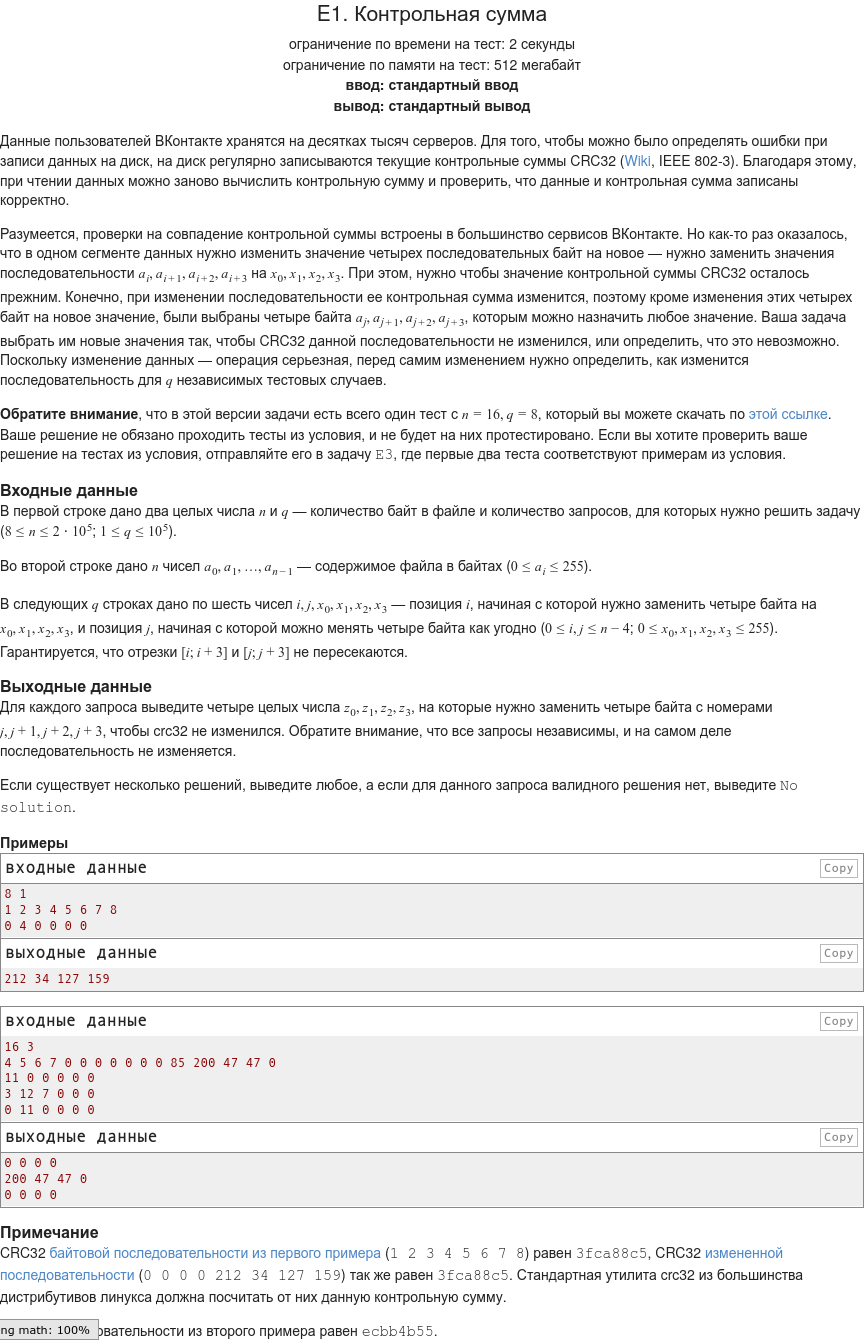 E1. Контрольная сумма
ограничение по времени на тест: 2 секунды
ограничение по памяти на тест: 512 мегабайт
ввод: стандартный ввод
вывод: стандартный вывод
Данные пользователей ВКонтакте хранятся на десятках тысяч серверов. Для того, чтобы можно было определять ошибки при
записи данных на диск, на диск регулярно записываются текущие контрольные суммы CRC32 (Wiki, IEEE 802-3). Благодаря этому,
при чтении данных можно заново вычислить контрольную сумму и проверить, что данные и контрольная сумма записаны
корректно.
Разумеется, проверки на совпадение контрольной суммы встроены в большинство сервисов ВКонтакте. Но как-то раз оказалось,
что в одном сегменте данных нужно изменить значение четырех последовательных байт на новое — нужно заменить значения
последовательности a_i, a_{i+1}, a_{i+2}, a_{i+3} на x_0, x_1, x_2, x_3. При этом, нужно чтобы значение контрольной суммы CRC32 осталось
прежним. Конечно, при изменении последовательности ее контрольная сумма изменится, поэтому кроме изменения этих четырех
байт на новое значение, были выбраны четыре байта a_j, a_{j+1}, a_{j+2}, a_{j+3}, которым можно назначить любое значение. Ваша задача
выбрать им новые значения так, чтобы CRC32 данной последовательности не изменился, или определить, что это невозможно.
Поскольку изменение данных — операция серьезная, перед самим изменением нужно определить, как изменится
последовательность для q независимых тестовых случаев.
Обратите внимание, что в этой версии задачи есть всего один тест с n = 16, q = 8, который вы можете скачать по этой ссылке.
Ваше решение не обязано проходить тесты из условия, и не будет на них протестировано. Если вы хотите проверить ваше
решение на тестах из условия, отправляйте его в задачу E3, где первые два теста соответствуют примерам из условия.
Входные данные
В первой строке дано два целых числа n и q — количество байт в файле и количество запросов, для которых нужно решить задачу
(8 ≤ n ≤ 2 · 10^5; 1 ≤ q ≤ 10^5).
Во второй строке дано n чисел a_0, a_1, …, a_{n−1} — содержимое файла в байтах (0 ≤ a_i ≤ 255).
В следующих q строках дано по шесть чисел i, j, x_0, x_1, x_2, x_3 — позиция i, начиная с которой нужно заменить четыре байта на
x_0, x_1, x_2, x_3, и позиция j, начиная с которой можно менять четыре байта как угодно (0 ≤ i, j ≤ n − 4; 0 ≤ x_0, x_1, x_2, x_3 ≤ 255).
Гарантируется, что отрезки [i; i + 3] и [j; j + 3] не пересекаются.
Выходные данные
Для каждого запроса выведите четыре целых числа z_0, z_1, z_2, z_3, на которые нужно заменить четыре байта с номерами
j, j + 1, j + 2, j + 3, чтобы crc32 не изменился. Обратите внимание, что все запросы независимы, и на самом деле
последовательность не изменяется.
Если существует несколько решений, выведите любое, а если для данного запроса валидного решения нет, выведите No
solution.
Примеры
входные данные Copy
8 1
1 2 3 4 5 6 7 8
0 4 0 0 0 0
выходные данные Copy
212 34 127 159
входные данные Copy
16 3
4 5 6 7 0 0 0 0 0 0 0 85 200 47 47 0
11 0 0 0 0 0
3 12 7 0 0 0
0 11 0 0 0 0
выходные данные Copy
0 0 0 0
200 47 47 0
0 0 0 0
Примечание
CRC32 байтовой последовательности из первого примера (1 2 3 4 5 6 7 8) равен 3fca88c5, CRC32 измененной
последовательности (0 0 0 0 212 34 127 159) так же равен 3fca88c5. Стандартная утилита crc32 из большинства
дистрибутивов линукса должна посчитать от них данную контрольную сумму.
ng math: 100% овательности из второго примера равен ecbb4b55.